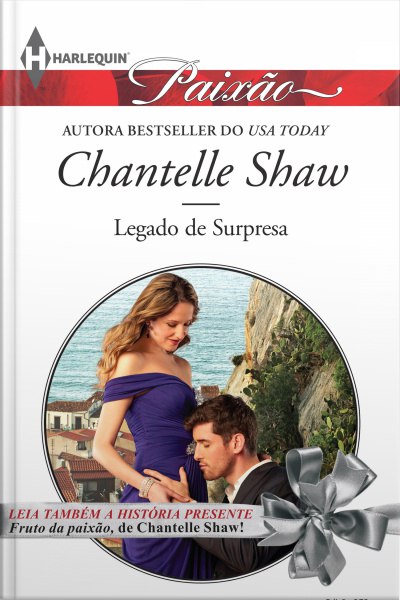 HARLEQUIN®
Paixão
AUTORA BESTSELLER DO USA TODAY
Chantelle Shaw
Legado de Surpresa
LEIA TAMBÉM A HISTÓRIA PRESENTE
Fruto da paixão, de Chantelle Shaw!